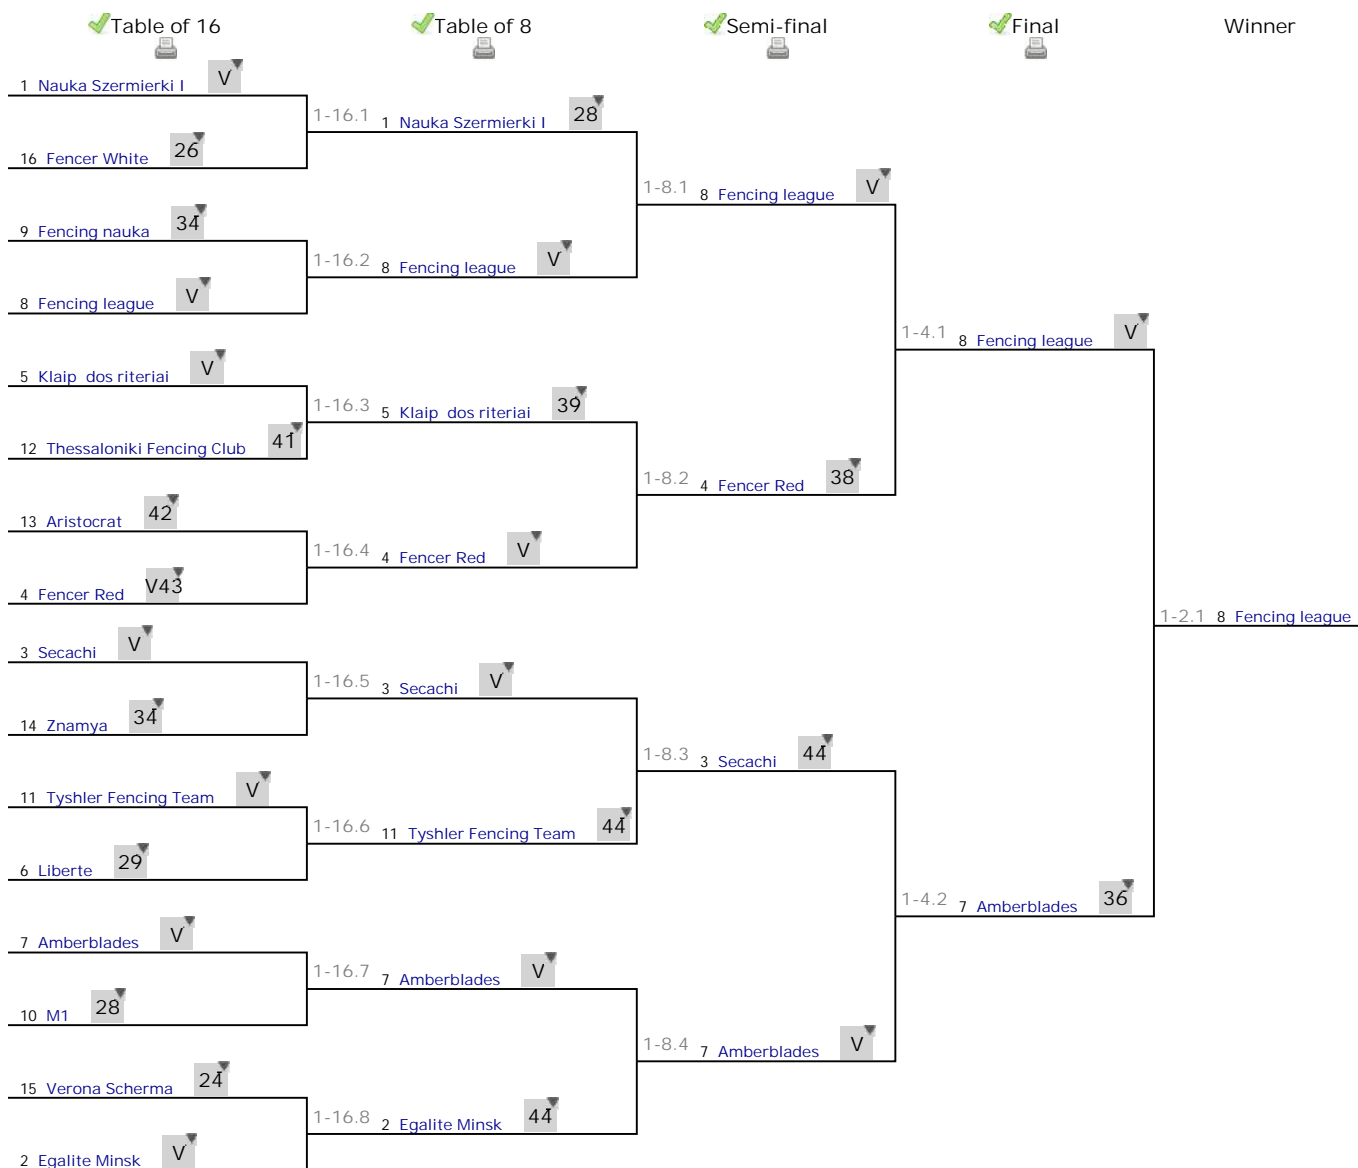 Table of 16 Table of 8 Semi-final Final Winner
1 Nauka Szermierki I V
1-16.1 1 Nauka Szermierki I 28
16 Fencer White 26
1-8.1 8 Fencing league V
9 Fencing nauka 34
1-16.2 8 Fencing league V
8 Fencing league V
1-4.1 8 Fencing league V
5 Klaip dos riteriai V
1-16.3 5 Klaip dos riteriai 39
12 Thessaloniki Fencing Club 41
1-8.2 4 Fencer Red 38
13 Aristocrat 42
1-16.4 4 Fencer Red V
4 Fencer Red V43
1-2.1 8 Fencing league
3 Secachi V
1-16.5 3 Secachi V
14 Znamya 34
1-8.3 3 Secachi 44
11 Tyshler Fencing Team V
1-16.6 11 Tyshler Fencing Team 44
6 Liberte 29
1-4.2 7 Amberblades 36
7 Amberblades V
1-16.7 7 Amberblades V
10 M1 28
1-8.4 7 Amberblades V
15 Verona Scherma 24
1-16.8 2 Egalite Minsk 44
2 Egalite Minsk V